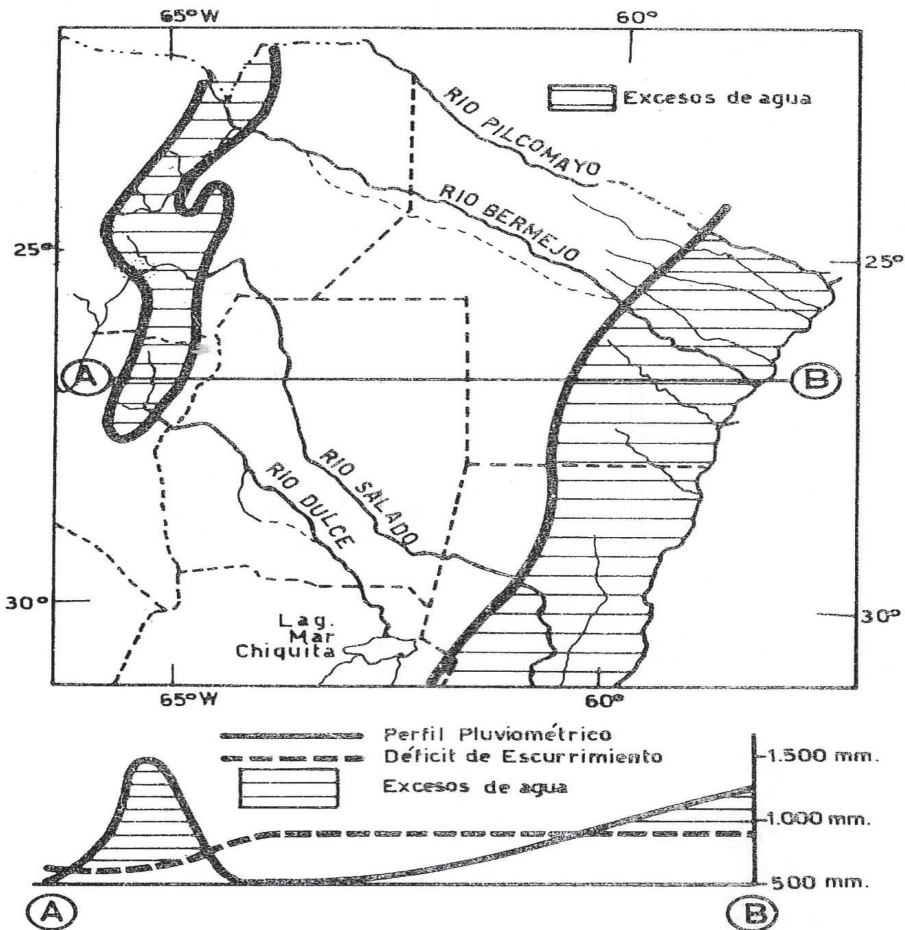 65°W
60°
Excesos de agua
RIO PILCOMAYO
RIO BERMEJO
25°
25°
A
B
RIO SALADO
RIO DULCE
30°
30°
Lag.
Mar
Chiquita
65°W
60°
Perfil Pluviométrico
Déficit de Escurrimiento
Excesos de agua
1.500 mm.
1.000 mm.
500 mm.
A
B